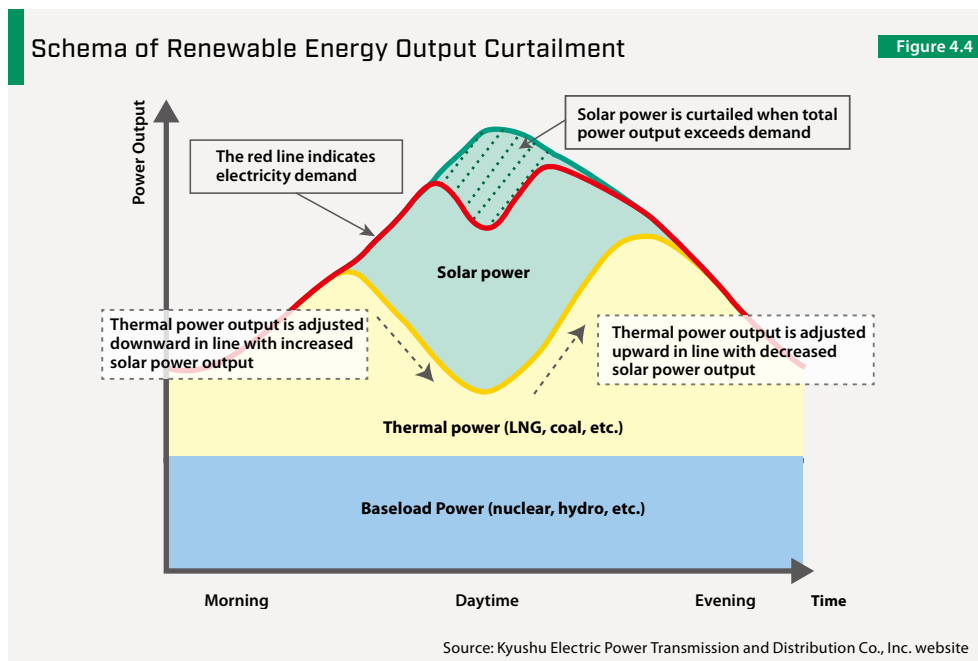 Schema of Renewable Energy Output Curtailment
Figure 4.4
Power Output
Solar power is curtailed when total
power output exceeds demand
The red line indicates
electricity demand
Solar power
Thermal power output is adjusted
downward in line with increased
solar power output
Thermal power output is adjusted
upward in line with decreased
solar power output
Thermal power (LNG, coal, etc.)
Baseload Power (nuclear, hydro, etc.)
Morning
Daytime
Evening
Time
Source: Kyushu Electric Power Transmission and Distribution Co., Inc. website